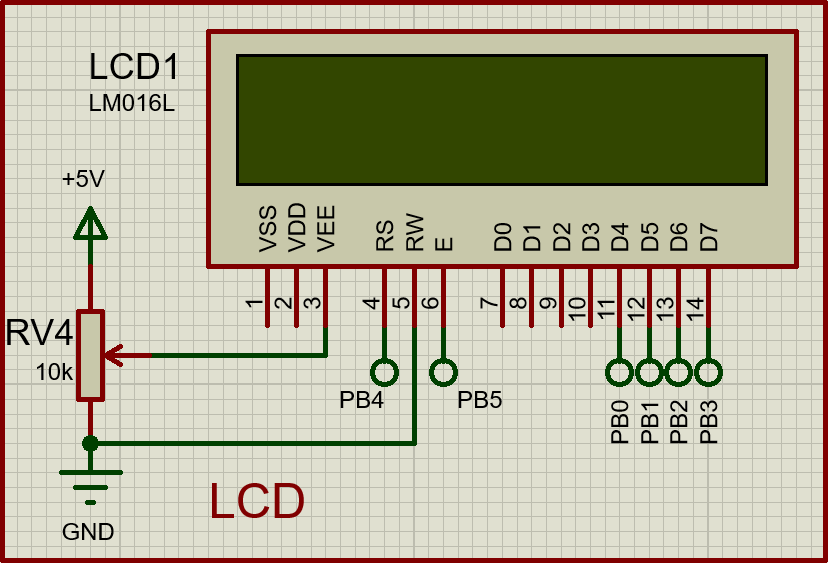 LCD1
LM016L
+5V
VSS
VDD
VEE
RS
RW
E
D0
D1
D2
D3
D4
D5
D6
D7
1
2
3
4
5
6
7
8
9
10
11
12
13
14
RV4
10k
PB4
PB5
PB0
PB1
PB2
PB3
LCD
GND